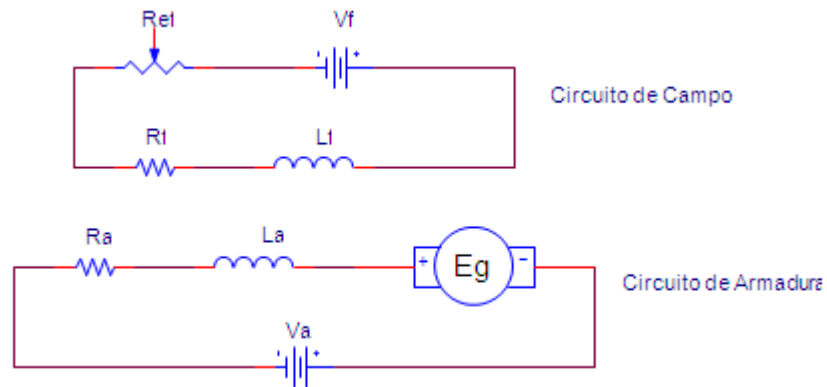 Ref Vf
Circuito de Campo
Rf Lf
Ra La
+ Eg -
Circuito de Armadura
Va